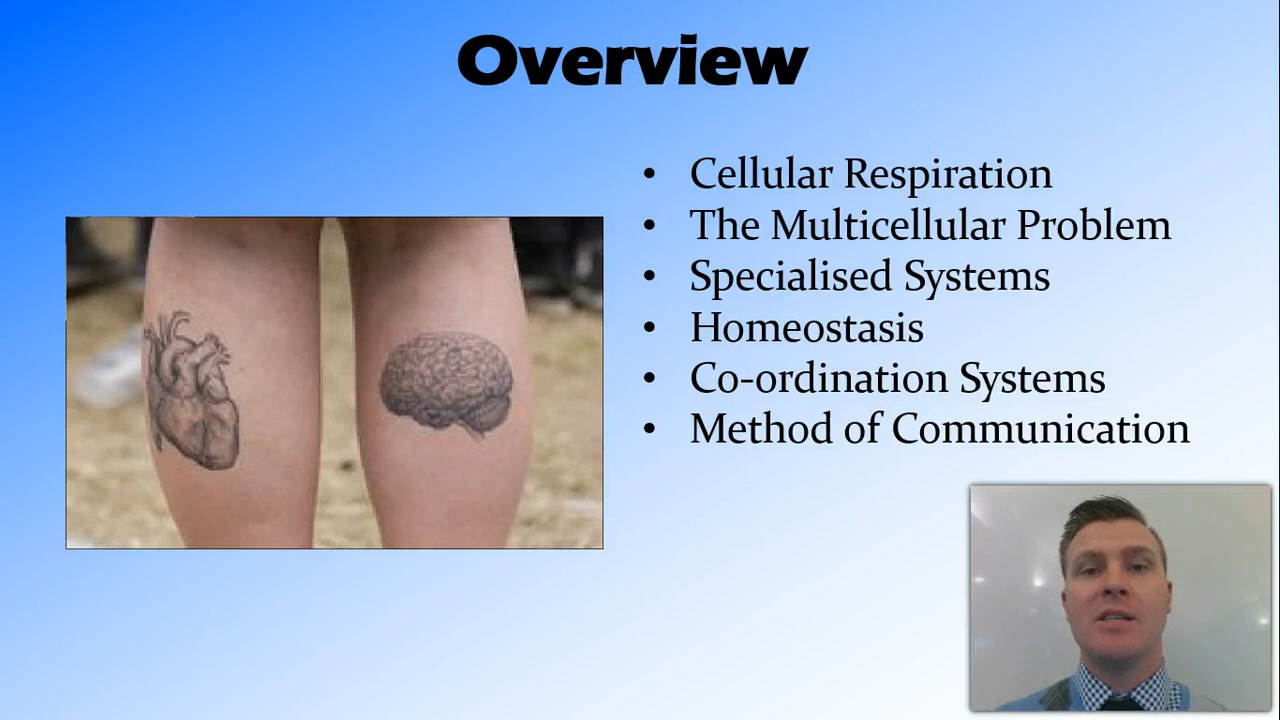 Overview
• Cellular Respiration
• The Multicellular Problem
• Specialised Systems
• Homeostasis
• Co-ordination Systems
• Method of Communication